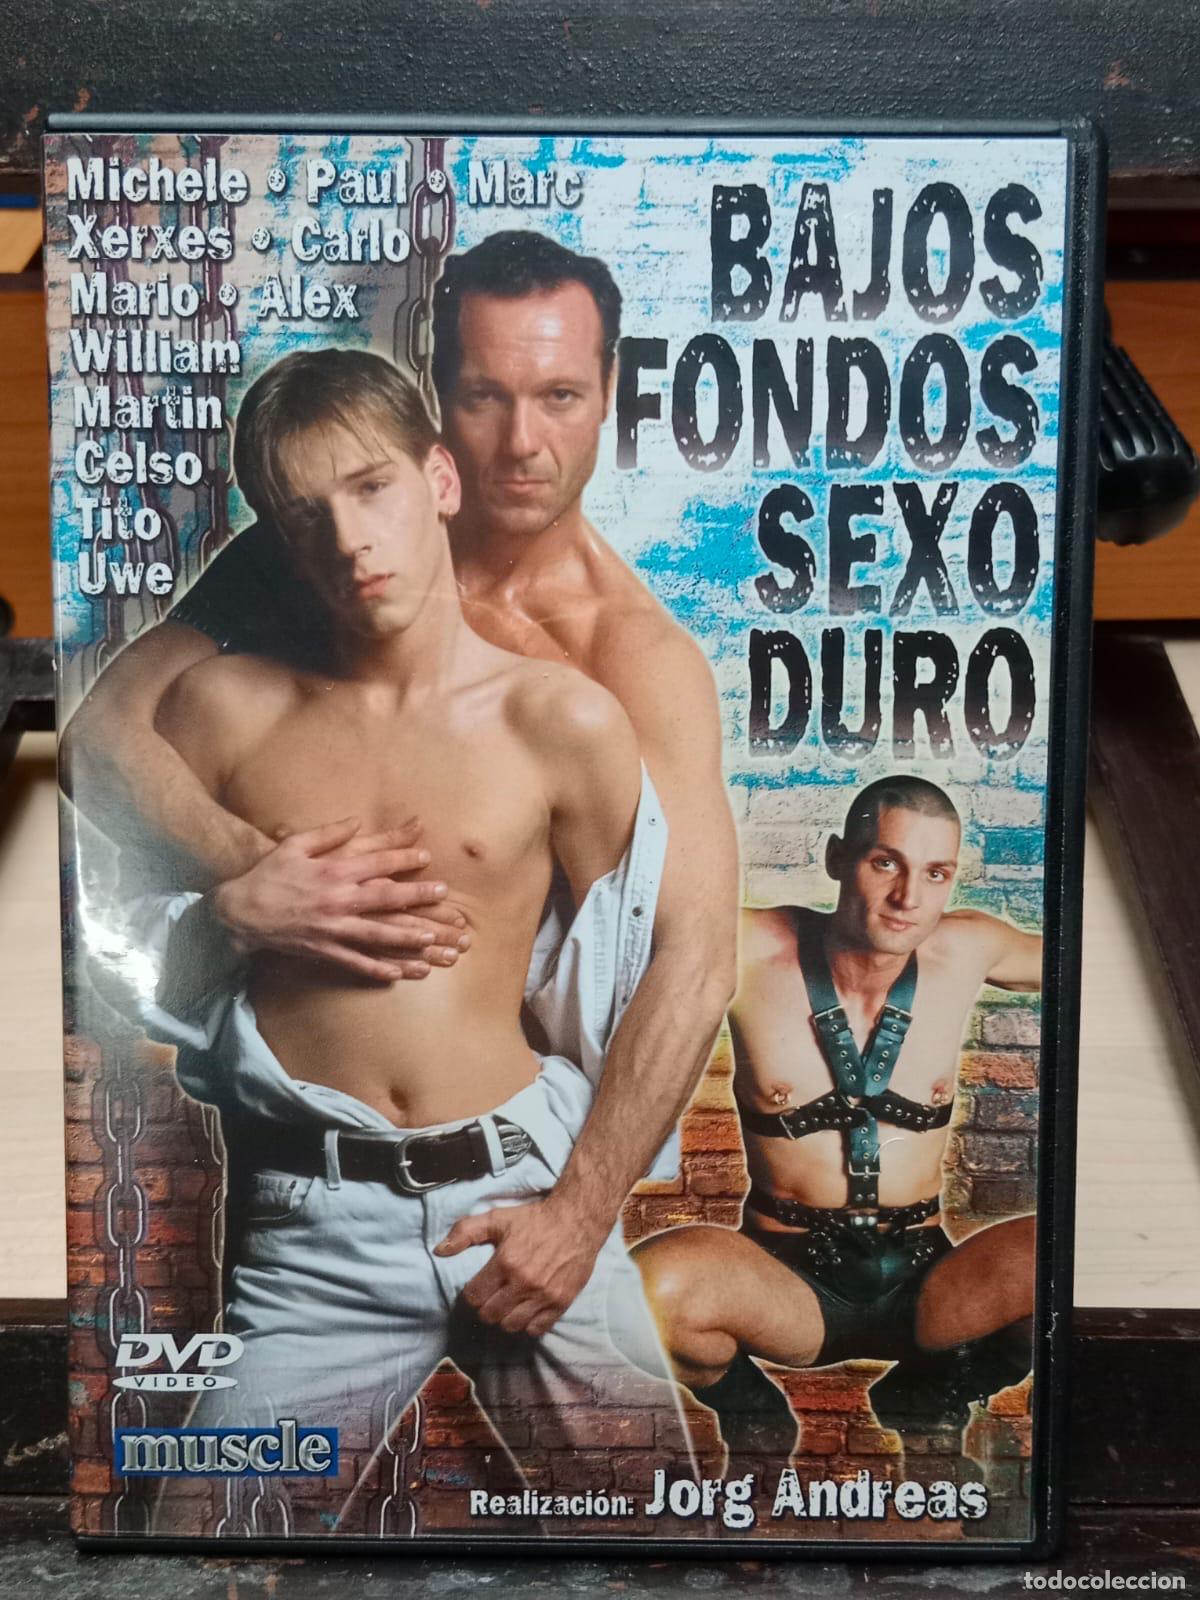 Michele • Paul • Marc
Xerxes • Carlo
Mario • Alex
William
Martin
Celso
Tito
Uwe
BAJOS
FONDOS
SEXO
DURO
DVD
VIDEO
muscle
Realización: Jorg Andreas
todocoleccion